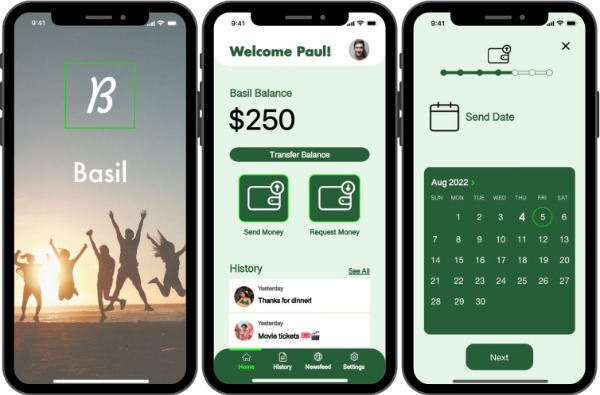 9:41
B
Basil
9:41
Welcome Paul!
Basil Balance
$250
Transfer Balance
Send Money
Request Money
History
See All
Yesterday
Thanks for dinner!
Yesterday
Movie tickets 🎟️🎬
Home
History
Newsfeed
Settings
9:41
Send Date
Aug 2022 >
SUN MON TUE WED THU FRI SAT
1 2 3 4 5 6
7 8 9 10 11 12 13
14 15 16 17 18 19 20
21 22 23 24 25 26 27
28 29 30
Next